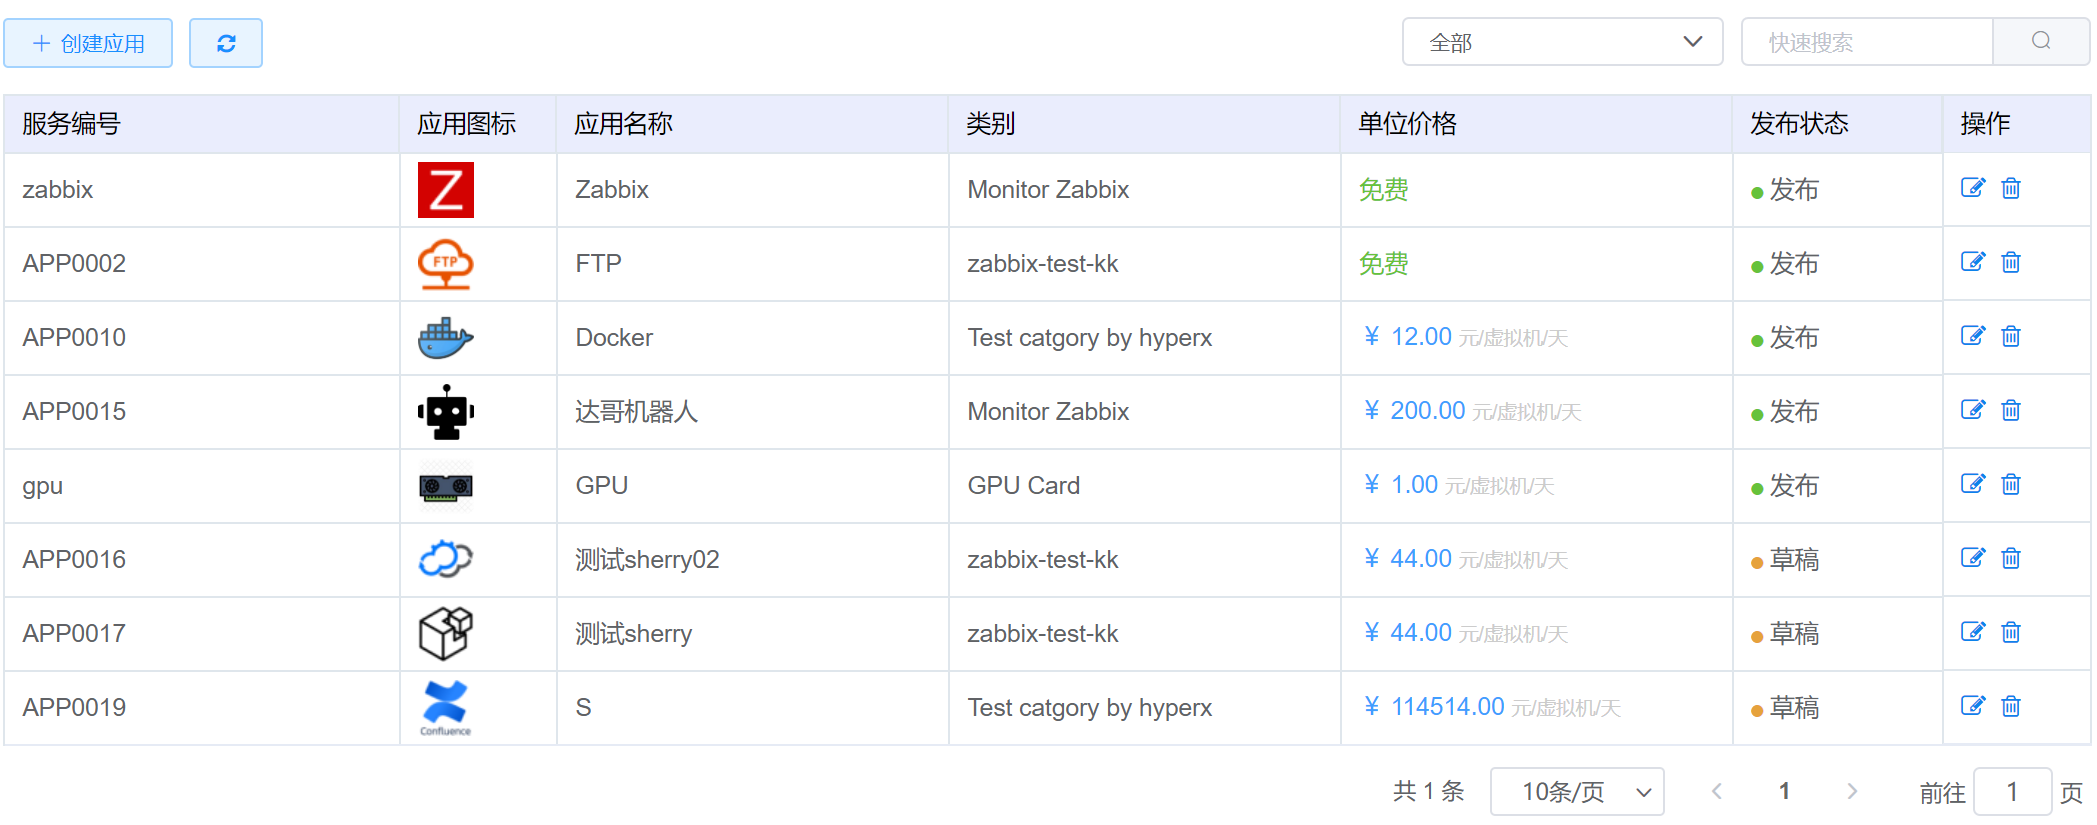 创建应用 全部 快速搜索
服务编号 应用图标 应用名称 类别 单位价格 发布状态 操作
zabbix Z Zabbix Monitor Zabbix 免费 发布
APP0002 FTP FTP zabbix-test-kk 免费 发布
APP0010 Docker Test catgory by hyperx ¥ 12.00 元/虚拟机/天 发布
APP0015 达哥机器人 Monitor Zabbix ¥ 200.00 元/虚拟机/天 发布
gpu GPU GPU Card ¥ 1.00 元/虚拟机/天 发布
APP0016 测试sherry02 zabbix-test-kk ¥ 44.00 元/虚拟机/天 草稿
APP0017 测试sherry zabbix-test-kk ¥ 44.00 元/虚拟机/天 草稿
APP0019 Confluence S Test catgory by hyperx ¥ 114514.00 元/虚拟机/天 草稿
共 1 条 10条/页 1 前往 1 页